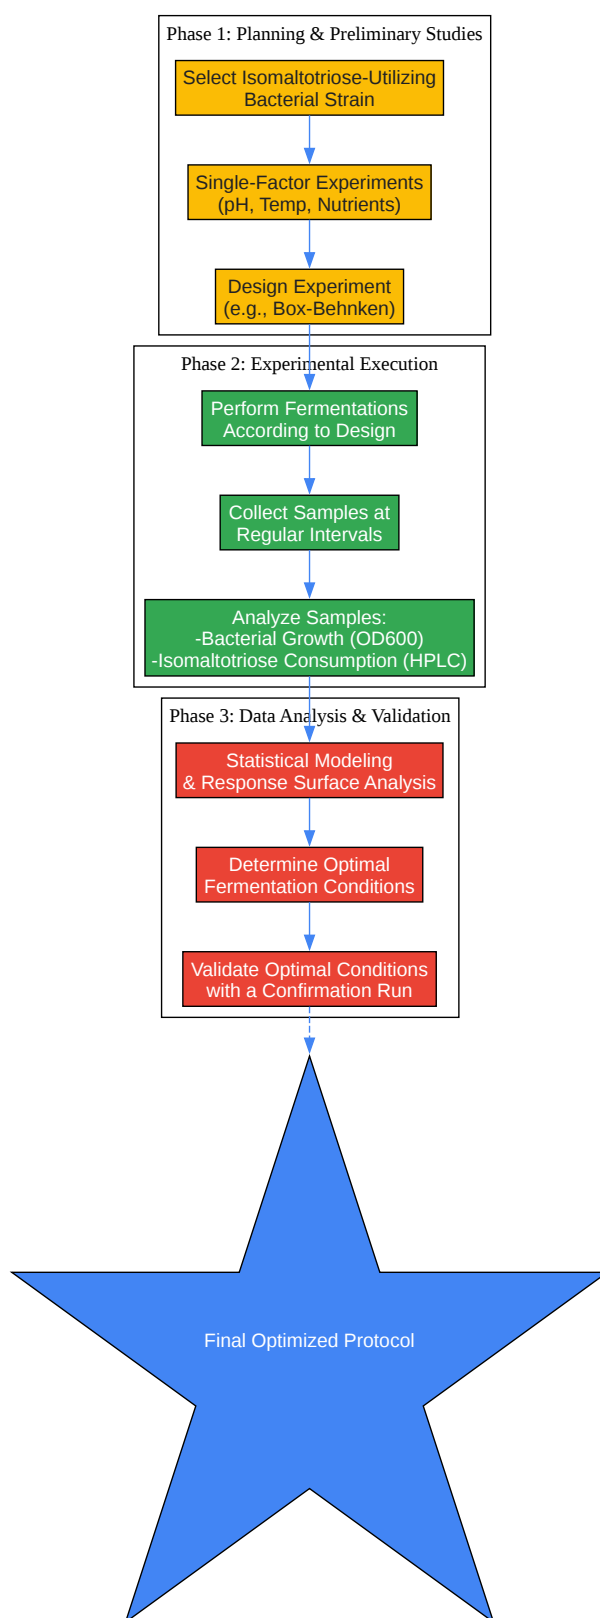 Phase 1: Planning & Preliminary Studies
Select Isomaltotriose-Utilizing
Bacterial Strain
Single-Factor Experiments
(pH, Temp, Nutrients)
Design Experiment
(e.g., Box-Behnken)
Phase 2: Experimental Execution
Perform Fermentations
According to Design
Collect Samples at
Regular Intervals
Analyze Samples:
-Bacterial Growth (OD600)
-Isomaltotriose Consumption (HPLC)
Phase 3: Data Analysis & Validation
Statistical Modeling
& Response Surface Analysis
Determine Optimal
Fermentation Conditions
Validate Optimal Conditions
with a Confirmation Run
Final Optimized Protocol